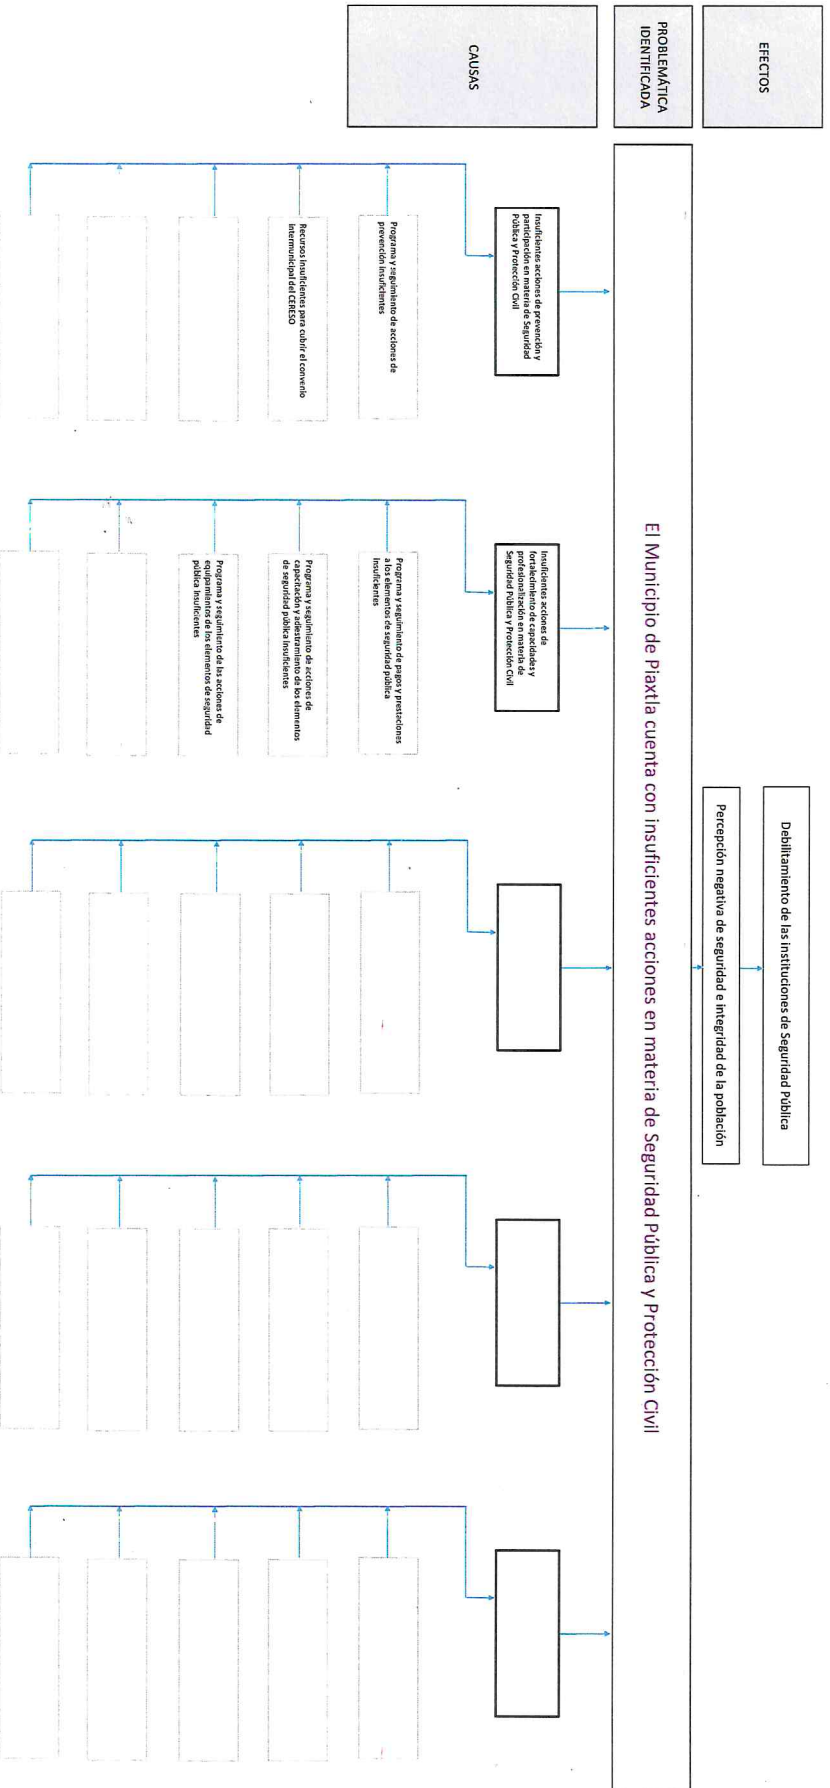 EFECTOS
Debilitamiento de las instituciones de Seguridad Pública
Percepción negativa de seguridad e integridad de la población
PROBLEMÁTICA
IDENTIFICADA
El Municipio de Piaxtla cuenta con insuficientes acciones en materia de Seguridad Pública y Protección Civil
CAUSAS
Insuficientes acciones de prevención y
participación en materia de Seguridad
Pública y Protección Civil
Programa y seguimiento de acciones de
prevención insuficientes
Recursos insuficientes para cubrir el convenio
intermunicipal del CERESO
Insuficientes acciones de
fortalecimiento de capacidades y
profesionalización en materia de
Seguridad Pública y Protección Civil
Programa y seguimiento de pagos y prestaciones
a los elementos de seguridad pública
insuficientes
Programa y seguimiento de acciones de
capacitación y adiestramiento de los elementos
de seguridad pública insuficientes
Programa y seguimiento de las acciones de
equipamientos de los elementos de seguridad
pública insuficientes